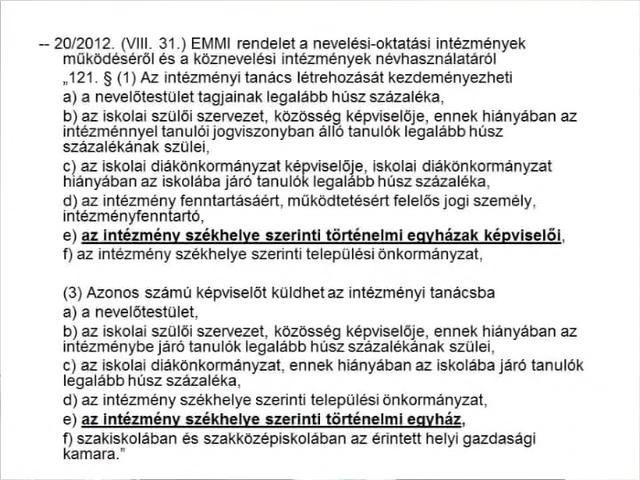 -- 20/2012. (VIII. 31.) EMMI rendelet a nevelési-oktatási intézmények
működéséről és a köznevelési intézmények névhasználatáról
„121. § (1) Az intézményi tanács létrehozását kezdeményezheti
a) a nevelőtestület tagjainak legalább húsz százaléka,
b) az iskolai szülői szervezet, közösség képviselője, ennek hiányában az
intézménnyel tanulói jogviszonyban álló tanulók legalább húsz
százalékának szülei,
c) az iskolai diákönkormányzat képviselője, iskolai diákönkormányzat
hiányában az iskolába járó tanulók legalább húsz százaléka,
d) az intézmény fenntartásáért, működtetésért felelős jogi személy,
intézményfenntartó,
e) az intézmény székhelye szerinti történelmi egyházak képviselői,
f) az intézmény székhelye szerinti települési önkormányzat,
(3) Azonos számú képviselőt küldhet az intézményi tanácsba
a) a nevelőtestület,
b) az iskolai szülői szervezet, közösség képviselője, ennek hiányában az
intézménybe járó tanulók legalább húsz százalékának szülei,
c) az iskolai diákönkormányzat, ennek hiányában az iskolába járó tanulók
legalább húsz százaléka,
d) az intézmény székhelye szerinti települési önkormányzat,
e) az intézmény székhelye szerinti történelmi egyház,
f) szakiskolában és szakközépiskolában az érintett helyi gazdasági
kamara.”